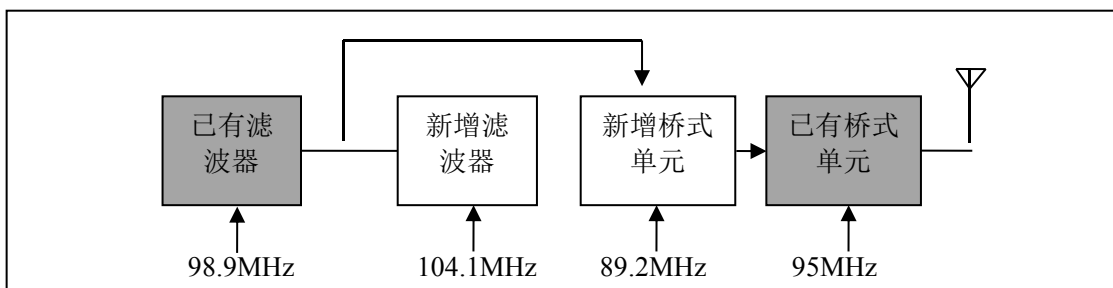 已有滤
波器
新增滤
波器
新增桥式
单元
已有桥式
单元
98.9MHz
104.1MHz
89.2MHz
95MHz